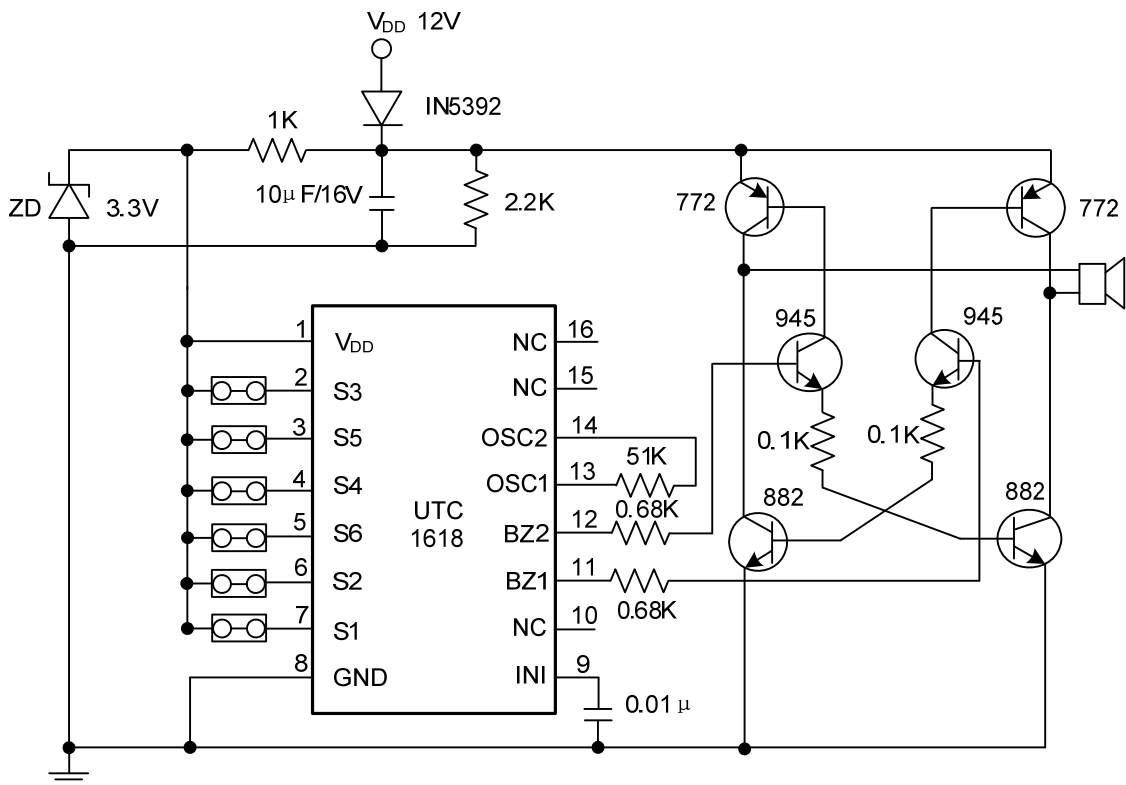 VDD 12V
IN5392
1K
10μF/16V
2.2K
ZD
3.3V
772
772
945
945
0.1K
0.1K
882
882
UTC
1618
1
VDD
2
S3
3
S5
4
S4
5
S6
6
S2
7
S1
8
GND
NC
16
NC
15
OSC2
14
51K
OSC1
13
0.68K
BZ2
12
BZ1
11
0.68K
NC
10
INI
9
0.01μ